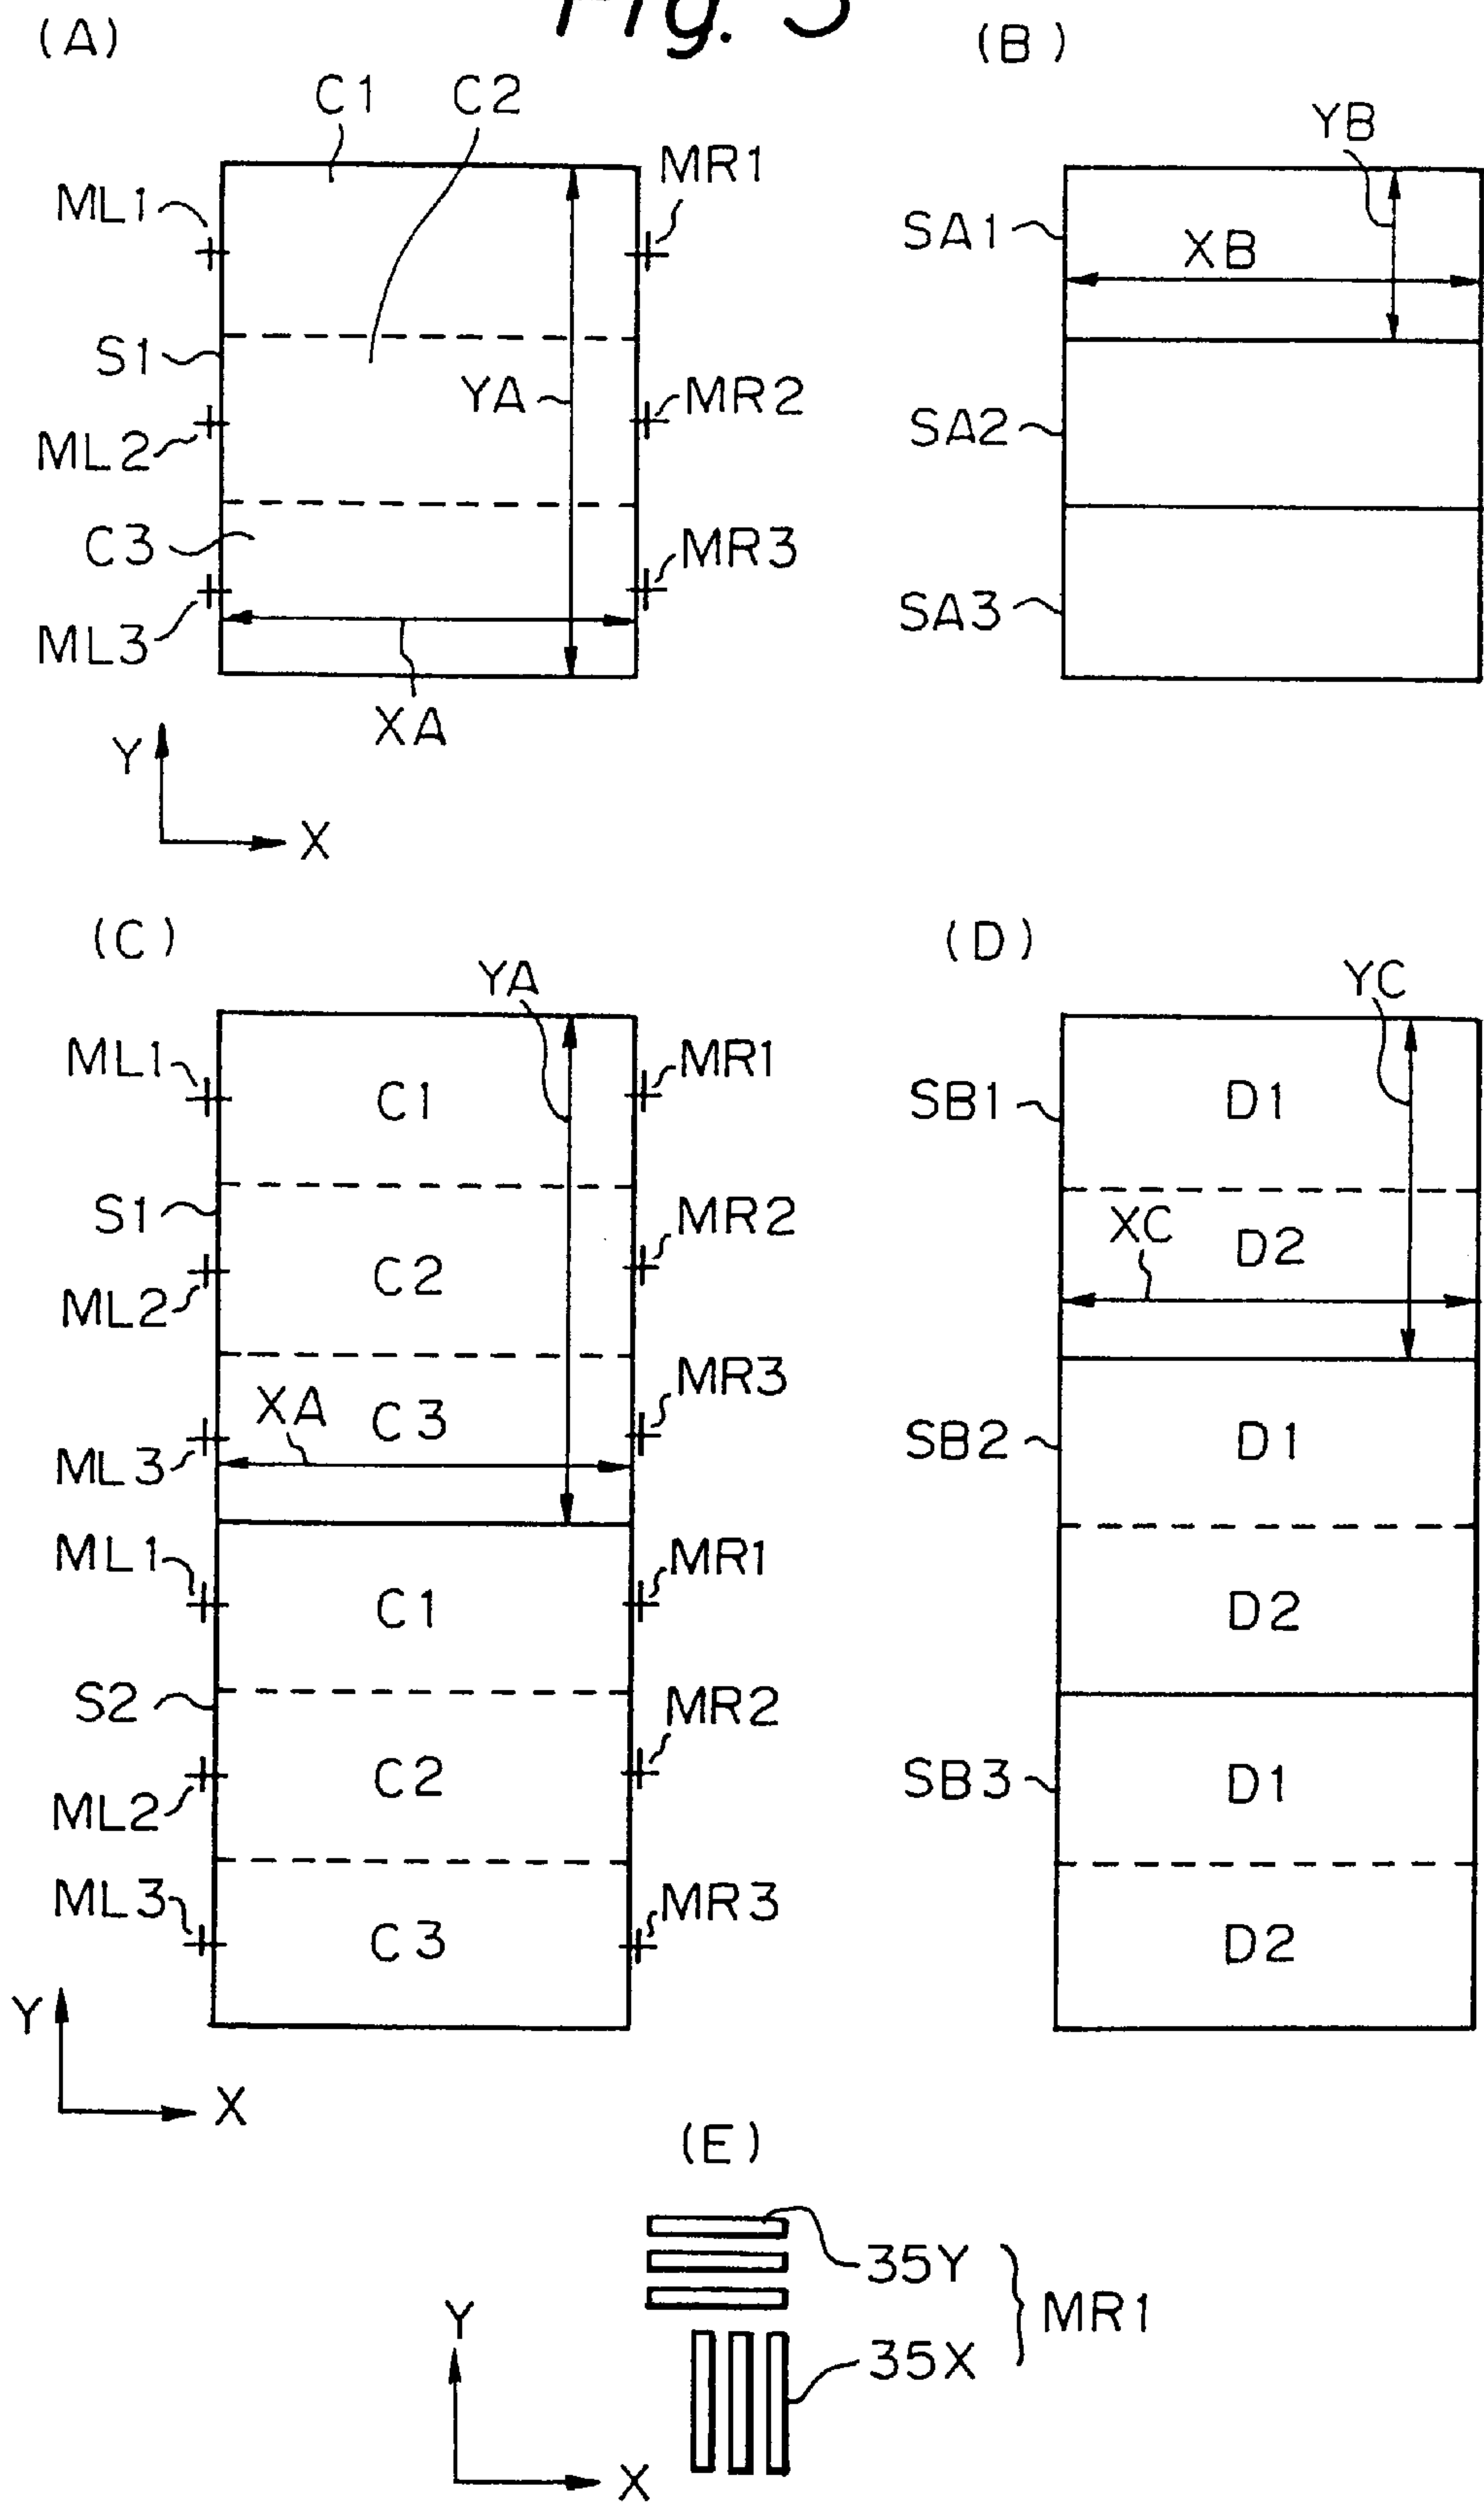 Fig. 5
(A)
(B)
C1
C2
YB
ML1
MR1
SA1
XB
S1
YA
MR2
ML2
SA2
C3
MR3
ML3
SA3
XA
Y
X
(C)
(D)
YA
YC
ML1
C1
MR1
SB1
D1
S1
MR2
XC
D2
ML2
C2
MR3
XA
C3
SB2
D1
ML3
ML1
MR1
C1
D2
S2
MR2
ML2
C2
SB3
D1
ML3
MR3
C3
D2
Y
X
(E)
35Y
MR1
35X
Y
X